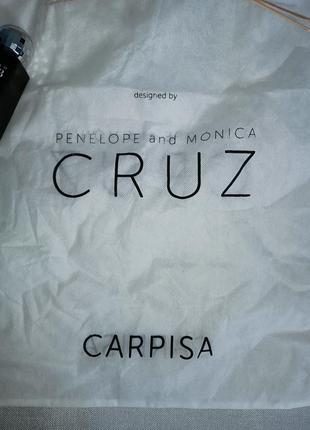 designed by
PENELOPE and MONICA
CRUZ
CARPISA